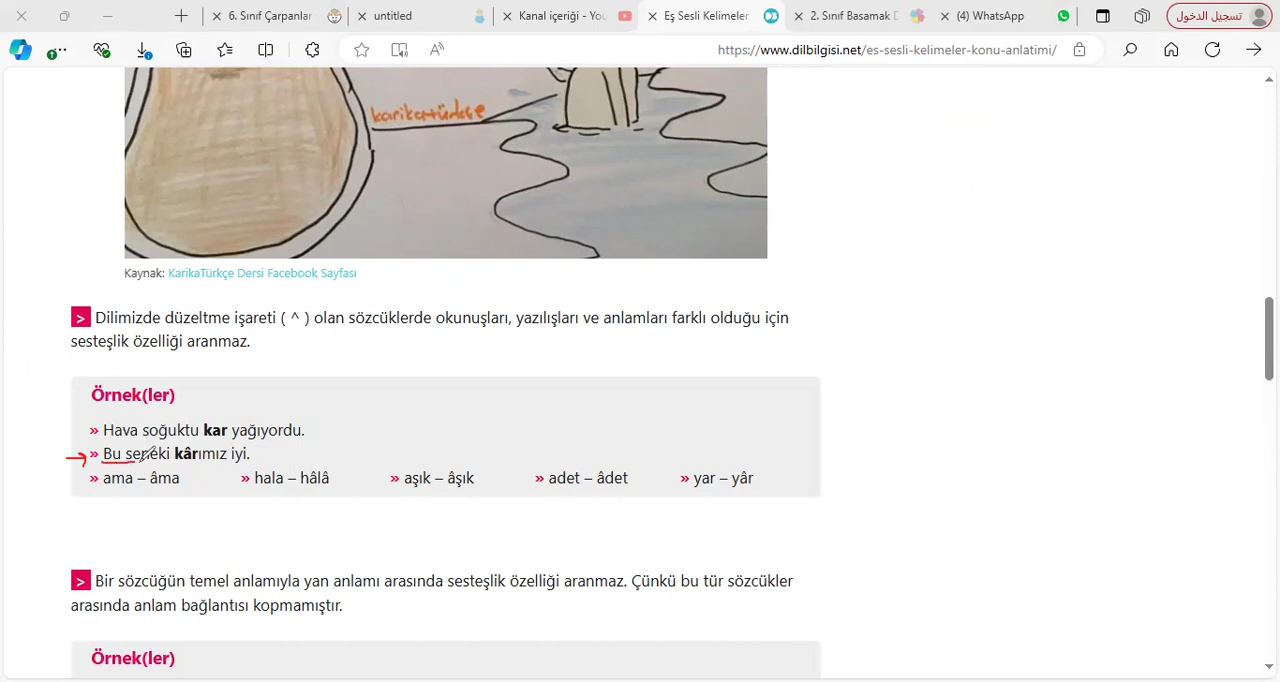 6. Sınıf Çarpanlar
untitled
Kanal içeriği - You
Eş Sesli Kelimeler
2. Sınıf Basamak D
(4) WhatsApp
تسجيل الدخول
https://www.dilbilgisi.net/es-sesli-kelimeler-konu-anlatimi/
karikatürkçe
Kaynak: KarikaTürkçe Dersi Facebook Sayfası
> Dilimizde düzeltme işareti ( ^ ) olan sözcüklerde okunuşları, yazılışları ve anlamları farklı olduğu için
sesteşlik özelliği aranmaz.
Örnek(ler)
» Hava soğuktu kar yağıyordu.
» Bu seneki kârımız iyi.
» ama – âma » hala – hâlâ » aşık – âşık » adet – âdet » yar – yâr
> Bir sözcüğün temel anlamıyla yan anlamı arasında sesteşlik özelliği aranmaz. Çünkü bu tür sözcükler
arasında anlam bağlantısı kopmamıştır.
Örnek(ler)